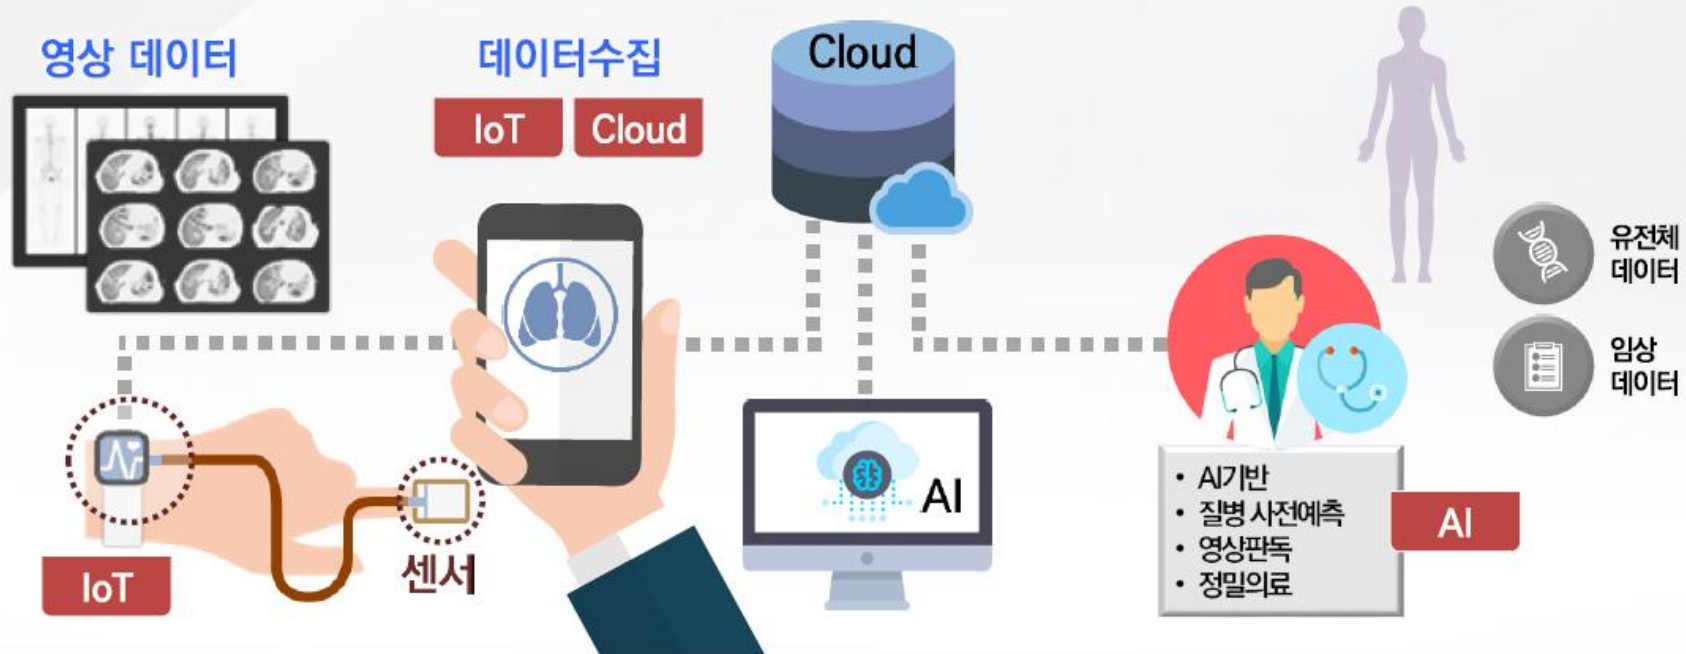 영상 데이터
데이터수집
IoT
Cloud
Cloud
유전체
데이터
임상
데이터
IoT
센서
AI
• AI기반
• 질병 사전예측
• 영상판독
• 정밀의료
AI